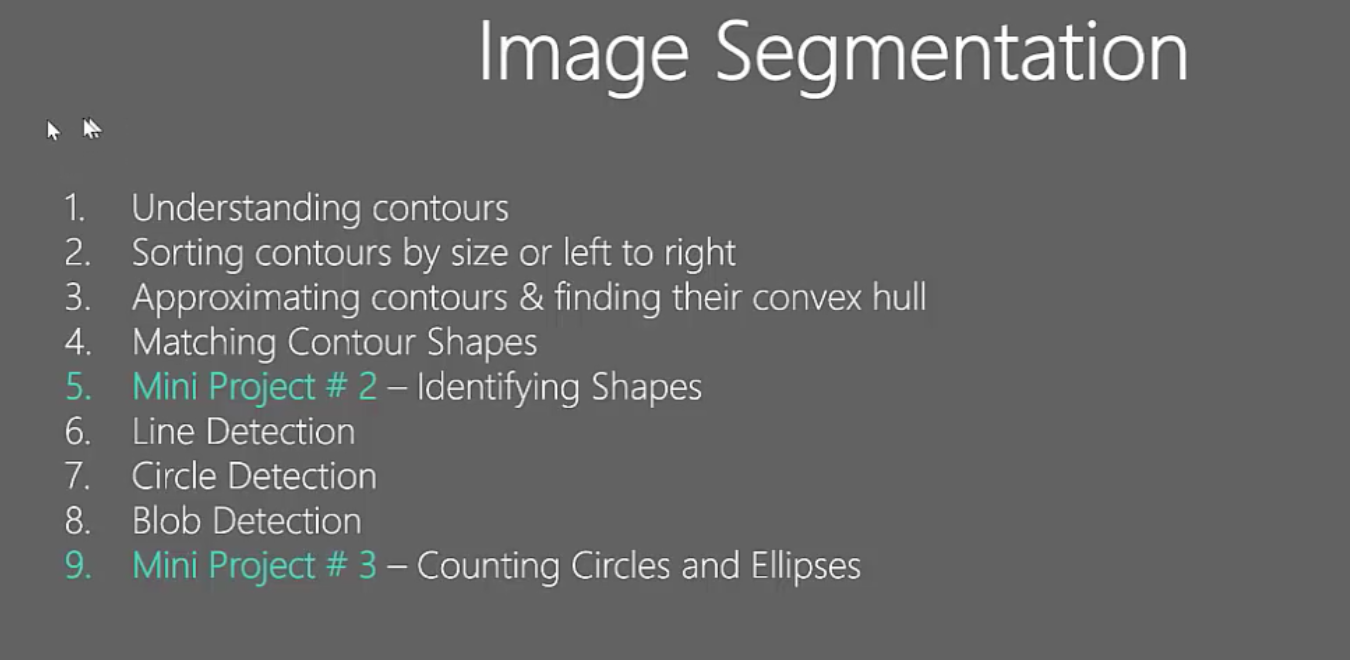 Image Segmentation
1. Understanding contours
2. Sorting contours by size or left to right
3. Approximating contours & finding their convex hull
4. Matching Contour Shapes
5. Mini Project # 2 – Identifying Shapes
6. Line Detection
7. Circle Detection
8. Blob Detection
9. Mini Project # 3 – Counting Circles and Ellipses